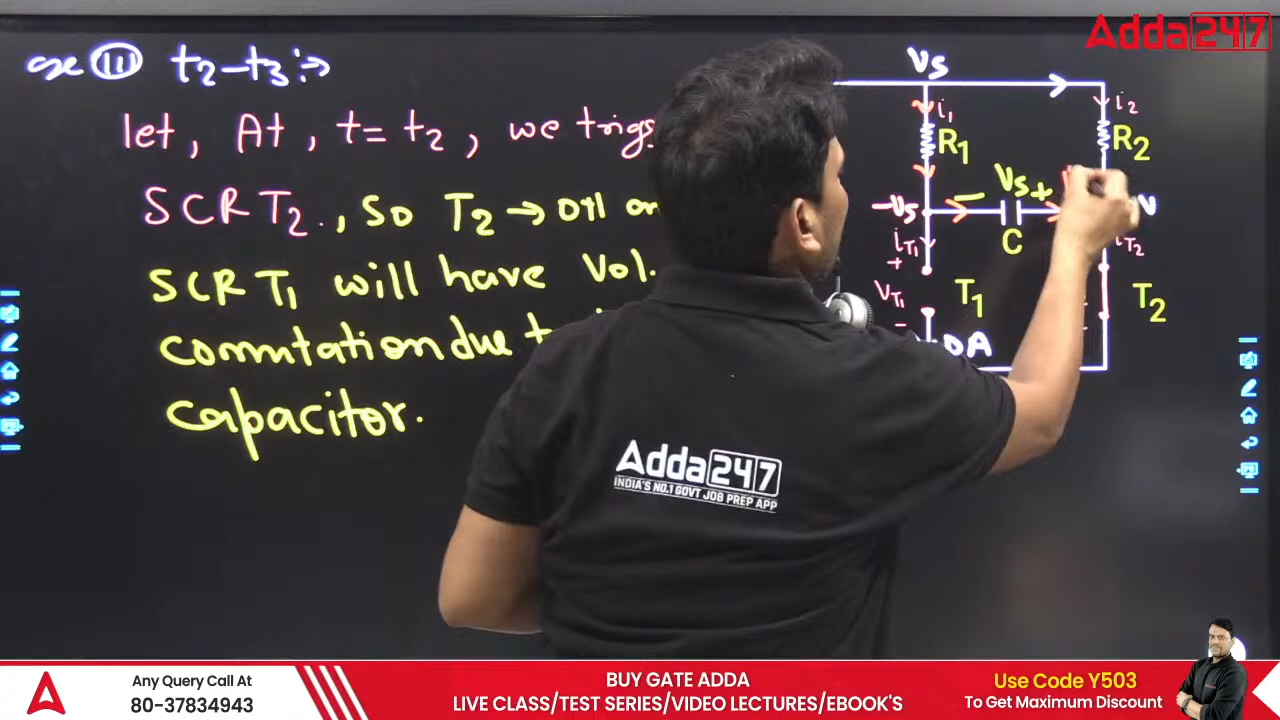 Adda247
III t2-t3:→
let, At, t = t2, we trigg
SCR T2., So T2 → ON
SCR T1 will have Vol.
commutation due t
capacitor.
Vs
i1
i2
R1
R2
Vs
-
+
-Vs
C
iT1
iT2
+
VT1
-
T1
T2
0A
Adda247
INDIA'S NO.1 GOVT JOB PREP APP
Any Query Call At
80-37834943
BUY GATE ADDA
LIVE CLASS/TEST SERIES/VIDEO LECTURES/EBOOK'S
Use Code Y503
To Get Maximum Discount